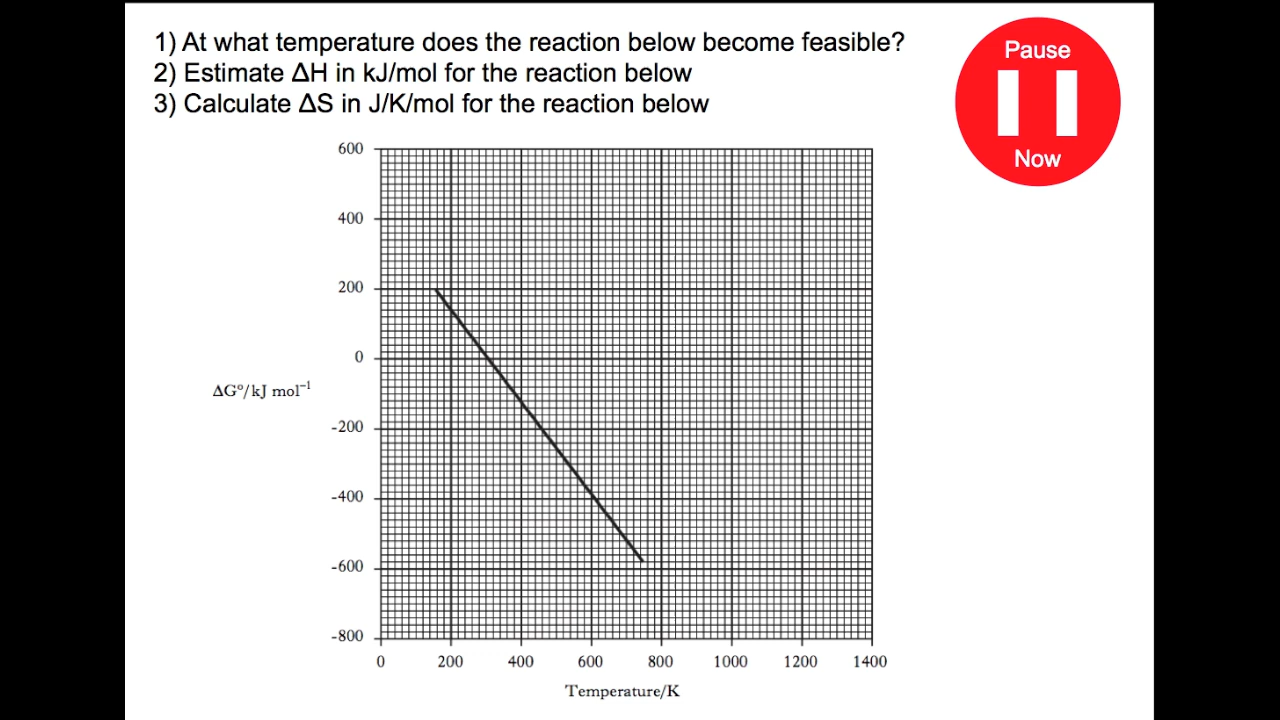 1) At what temperature does the reaction below become feasible?
2) Estimate ΔH in kJ/mol for the reaction below
3) Calculate ΔS in J/K/mol for the reaction below
Pause
Now
600
400
200
0
ΔG°/kJ mol⁻¹
-200
-400
-600
-800
0 200 400 600 800 1000 1200 1400
Temperature/K